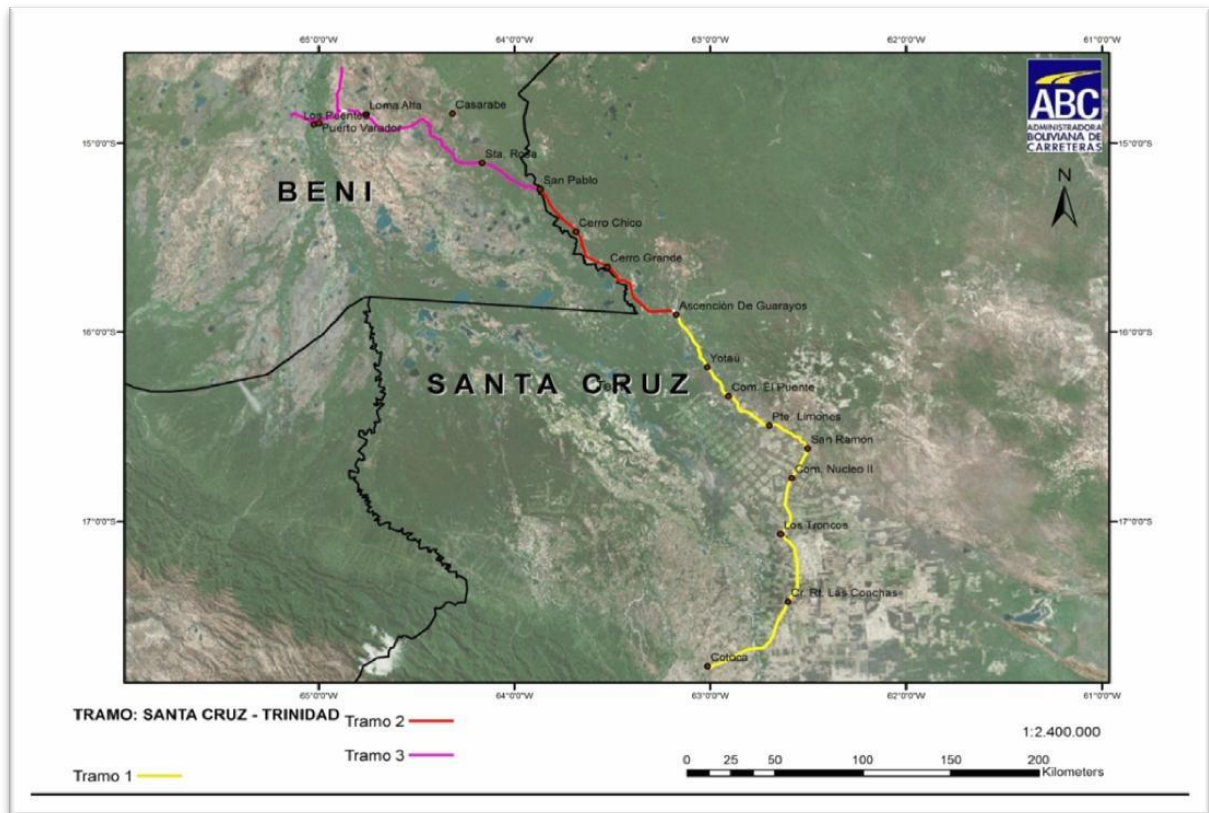 65°0'0"W 64°0'0"W 63°0'0"W 62°0'0"W 61°0'0"W
ABC
ADMINISTRADORA
BOLIVIANA DE
CARRETERAS
N
15°0'0"S 15°0'0"S
Loma Alta
Casarabe
Puerto Varador
Sta. Rosa
San Pablo
BENI
Cerro Chico
Cerro Grande
Ascención De Guarayos
16°0'0"S 16°0'0"S
Yotaú
SANTA CRUZ
Com. El Puente
Pte. Limones
San Ramón
Com. Nucleo II
17°0'0"S 17°0'0"S
Los Troncos
Cr. Rt. Las Conchas
Cotoca
65°0'0"W 64°0'0"W 63°0'0"W 62°0'0"W 61°0'0"W
TRAMO: SANTA CRUZ - TRINIDAD
Tramo 2
Tramo 3
Tramo 1
1:2.400.000
0 25 50 100 150 200
Kilometers